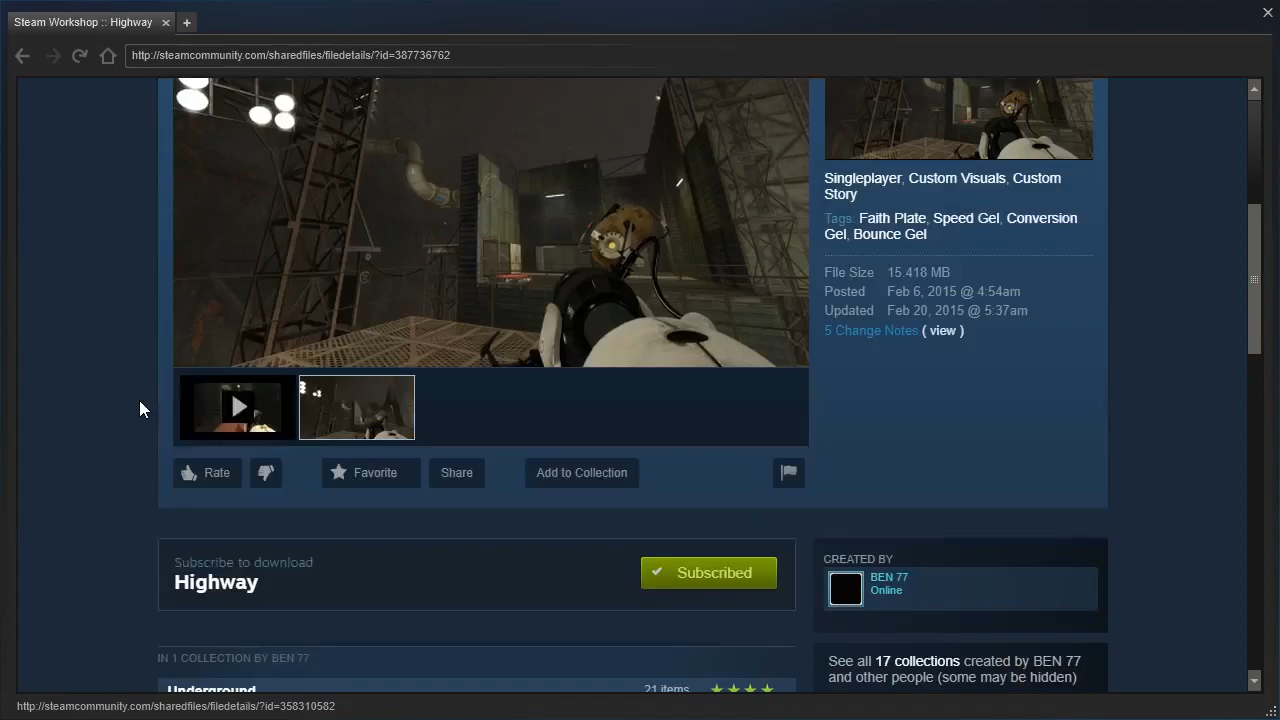 Steam Workshop :: Highway
http://steamcommunity.com/sharedfiles/filedetails/?id=387736762
Singleplayer, Custom Visuals, Custom
Story
Tags: Faith Plate, Speed Gel, Conversion
Gel, Bounce Gel
File Size 15.418 MB
Posted Feb 6, 2015 @ 4:54am
Updated Feb 20, 2015 @ 5:37am
5 Change Notes ( view )
Rate
Favorite
Share
Add to Collection
Subscribe to download
Highway
Subscribed
CREATED BY
BEN 77
Online
IN 1 COLLECTION BY BEN 77
Underground
21 items
See all 17 collections created by BEN 77
and other people (some may be hidden)
http://steamcommunity.com/sharedfiles/filedetails/?id=358310582